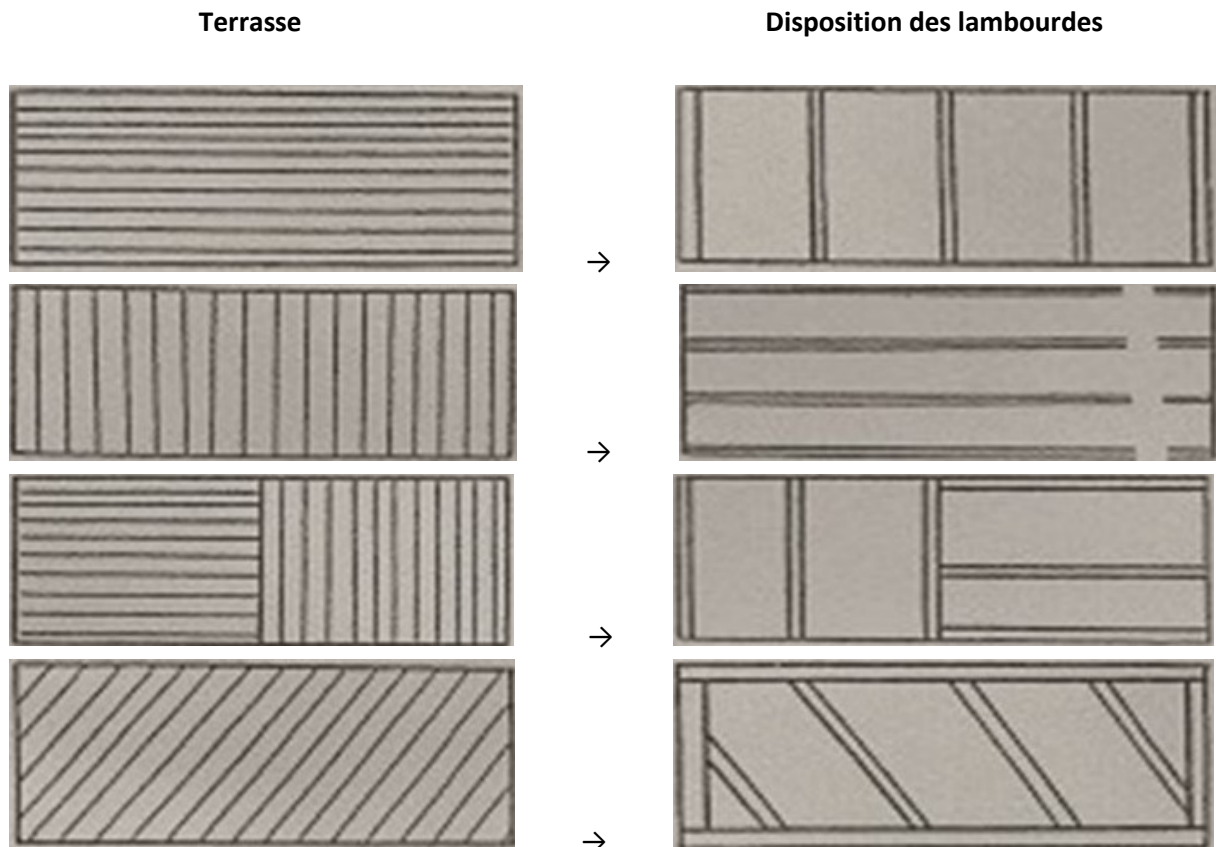 Terrasse
Disposition des lambourdes
→
→
→
→